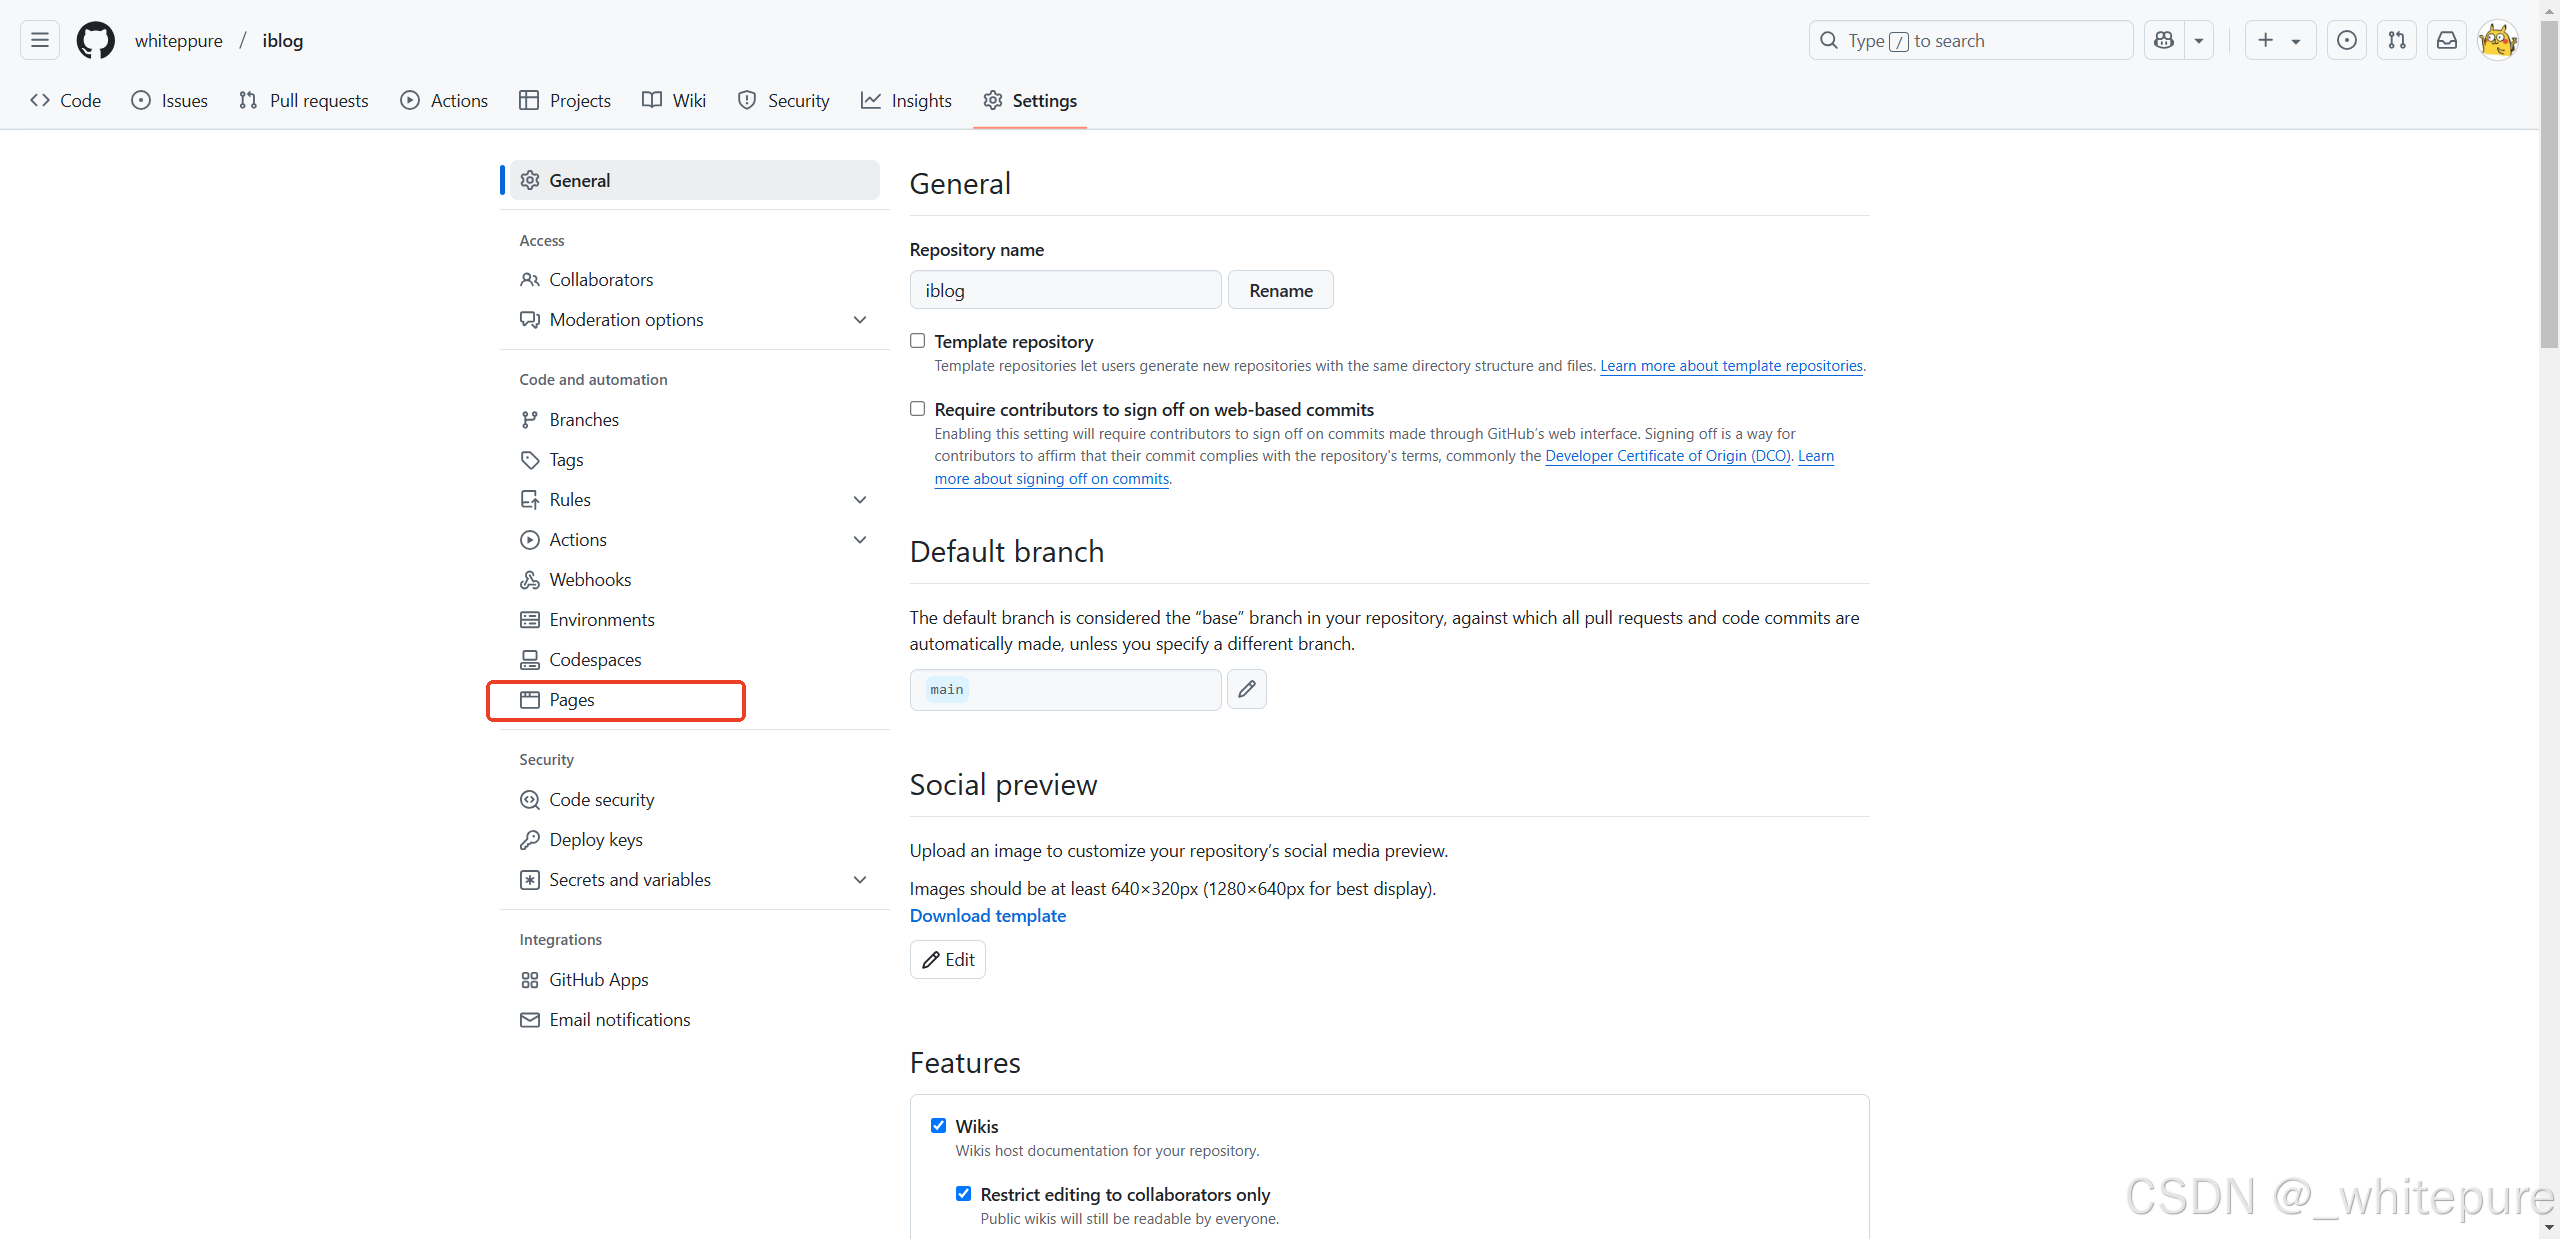 whiteppure / iblog
Type / to search
Code
Issues
Pull requests
Actions
Projects
Wiki
Security
Insights
Settings
General
Access
Collaborators
Moderation options
Code and automation
Branches
Tags
Rules
Actions
Webhooks
Environments
Codespaces
Pages
Security
Code security
Deploy keys
Secrets and variables
Integrations
GitHub Apps
Email notifications
General
Repository name
iblog
Rename
Template repository
Template repositories let users generate new repositories with the same directory structure and files. Learn more about template repositories.
Require contributors to sign off on web-based commits
Enabling this setting will require contributors to sign off on commits made through GitHub’s web interface. Signing off is a way for
contributors to affirm that their commit complies with the repository's terms, commonly the Developer Certificate of Origin (DCO). Learn
more about signing off on commits.
Default branch
The default branch is considered the “base” branch in your repository, against which all pull requests and code commits are
automatically made, unless you specify a different branch.
main
Social preview
Upload an image to customize your repository’s social media preview.
Images should be at least 640×320px (1280×640px for best display).
Download template
Edit
Features
Wikis
Wikis host documentation for your repository.
Restrict editing to collaborators only
Public wikis will still be readable by everyone.
CSDN @_whitepure